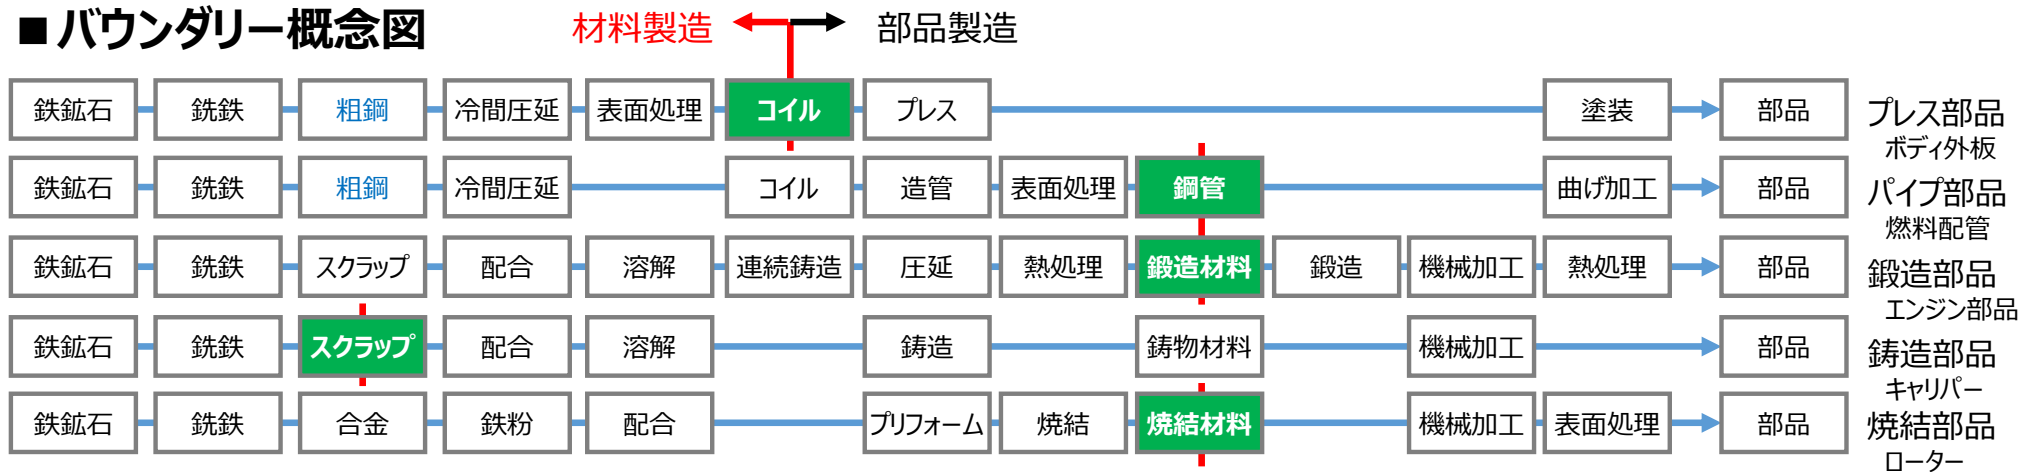 ■バウンダリー概念図
材料製造 部品製造
鉄鉱石 銑鉄 粗鋼 冷間圧延 表面処理 コイル プレス 塗装 部品 プレス部品
ボディ外板
鉄鉱石 銑鉄 粗鋼 冷間圧延 コイル 造管 表面処理 鋼管 曲げ加工 部品 パイプ部品
燃料配管
鉄鉱石 銑鉄 スクラップ 配合 溶解 連続鋳造 圧延 熱処理 鍛造材料 鍛造 機械加工 熱処理 部品 鍛造部品
エンジン部品
鉄鉱石 銑鉄 スクラップ 配合 溶解 鋳造 鋳物材料 機械加工 部品 鋳造部品
キャリパー
鉄鉱石 銑鉄 合金 鉄粉 配合 プリフォーム 焼結 焼結材料 機械加工 表面処理 部品 焼結部品
ローター